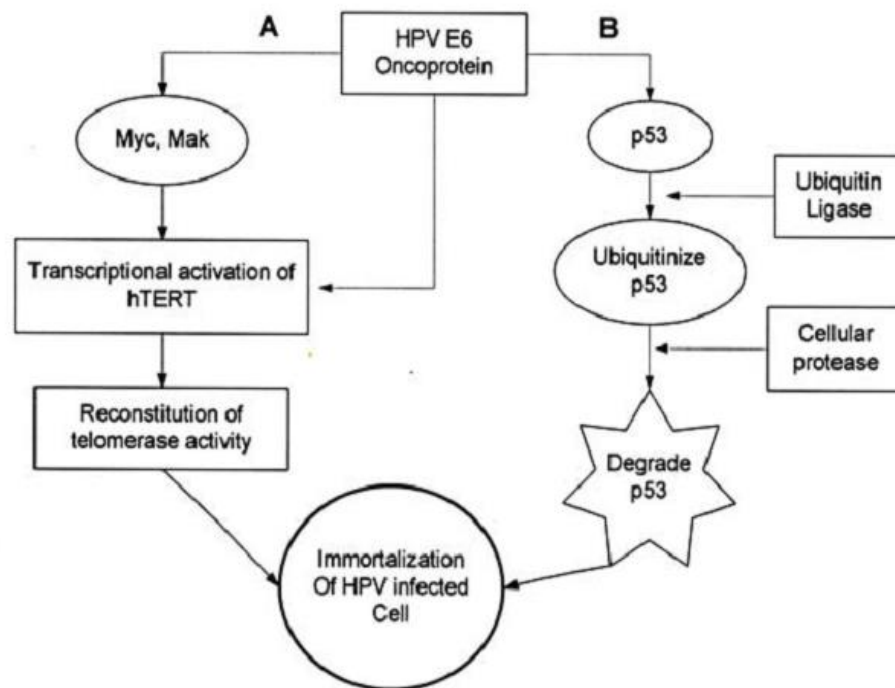 A
HPV E6
Oncoprotein
B
Myc, Mak
p53
Ubiquitin
Ligase
Transcriptional activation of
hTERT
Ubiquitinize
p53
Cellular
protease
Reconstitution of
telomerase activity
Degrade
p53
Immortalization
Of HPV infected
Cell